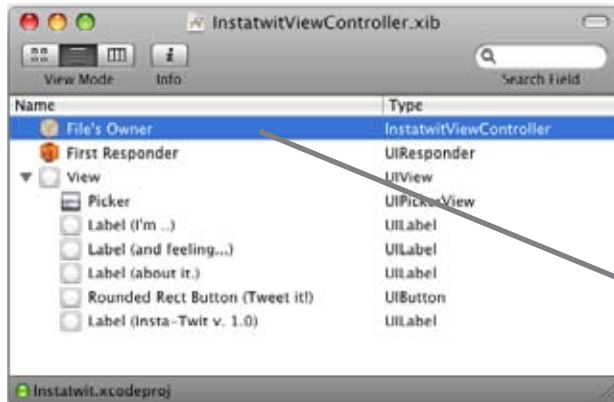 InstatwitViewController.xib
View Mode Info Search Field
Name Type
File's Owner InstatwitViewController
First Responder UIResponder
View UIView
Picker UIPickerView
Label (I'm ..) UILabel
Label (and feeling...) UILabel
Label (about it.) UILabel
Rounded Rect Button (Tweet it!) UIButton
Label (Insta-Twit v. 1.0) UILabel
Instatwit.xcodeproj